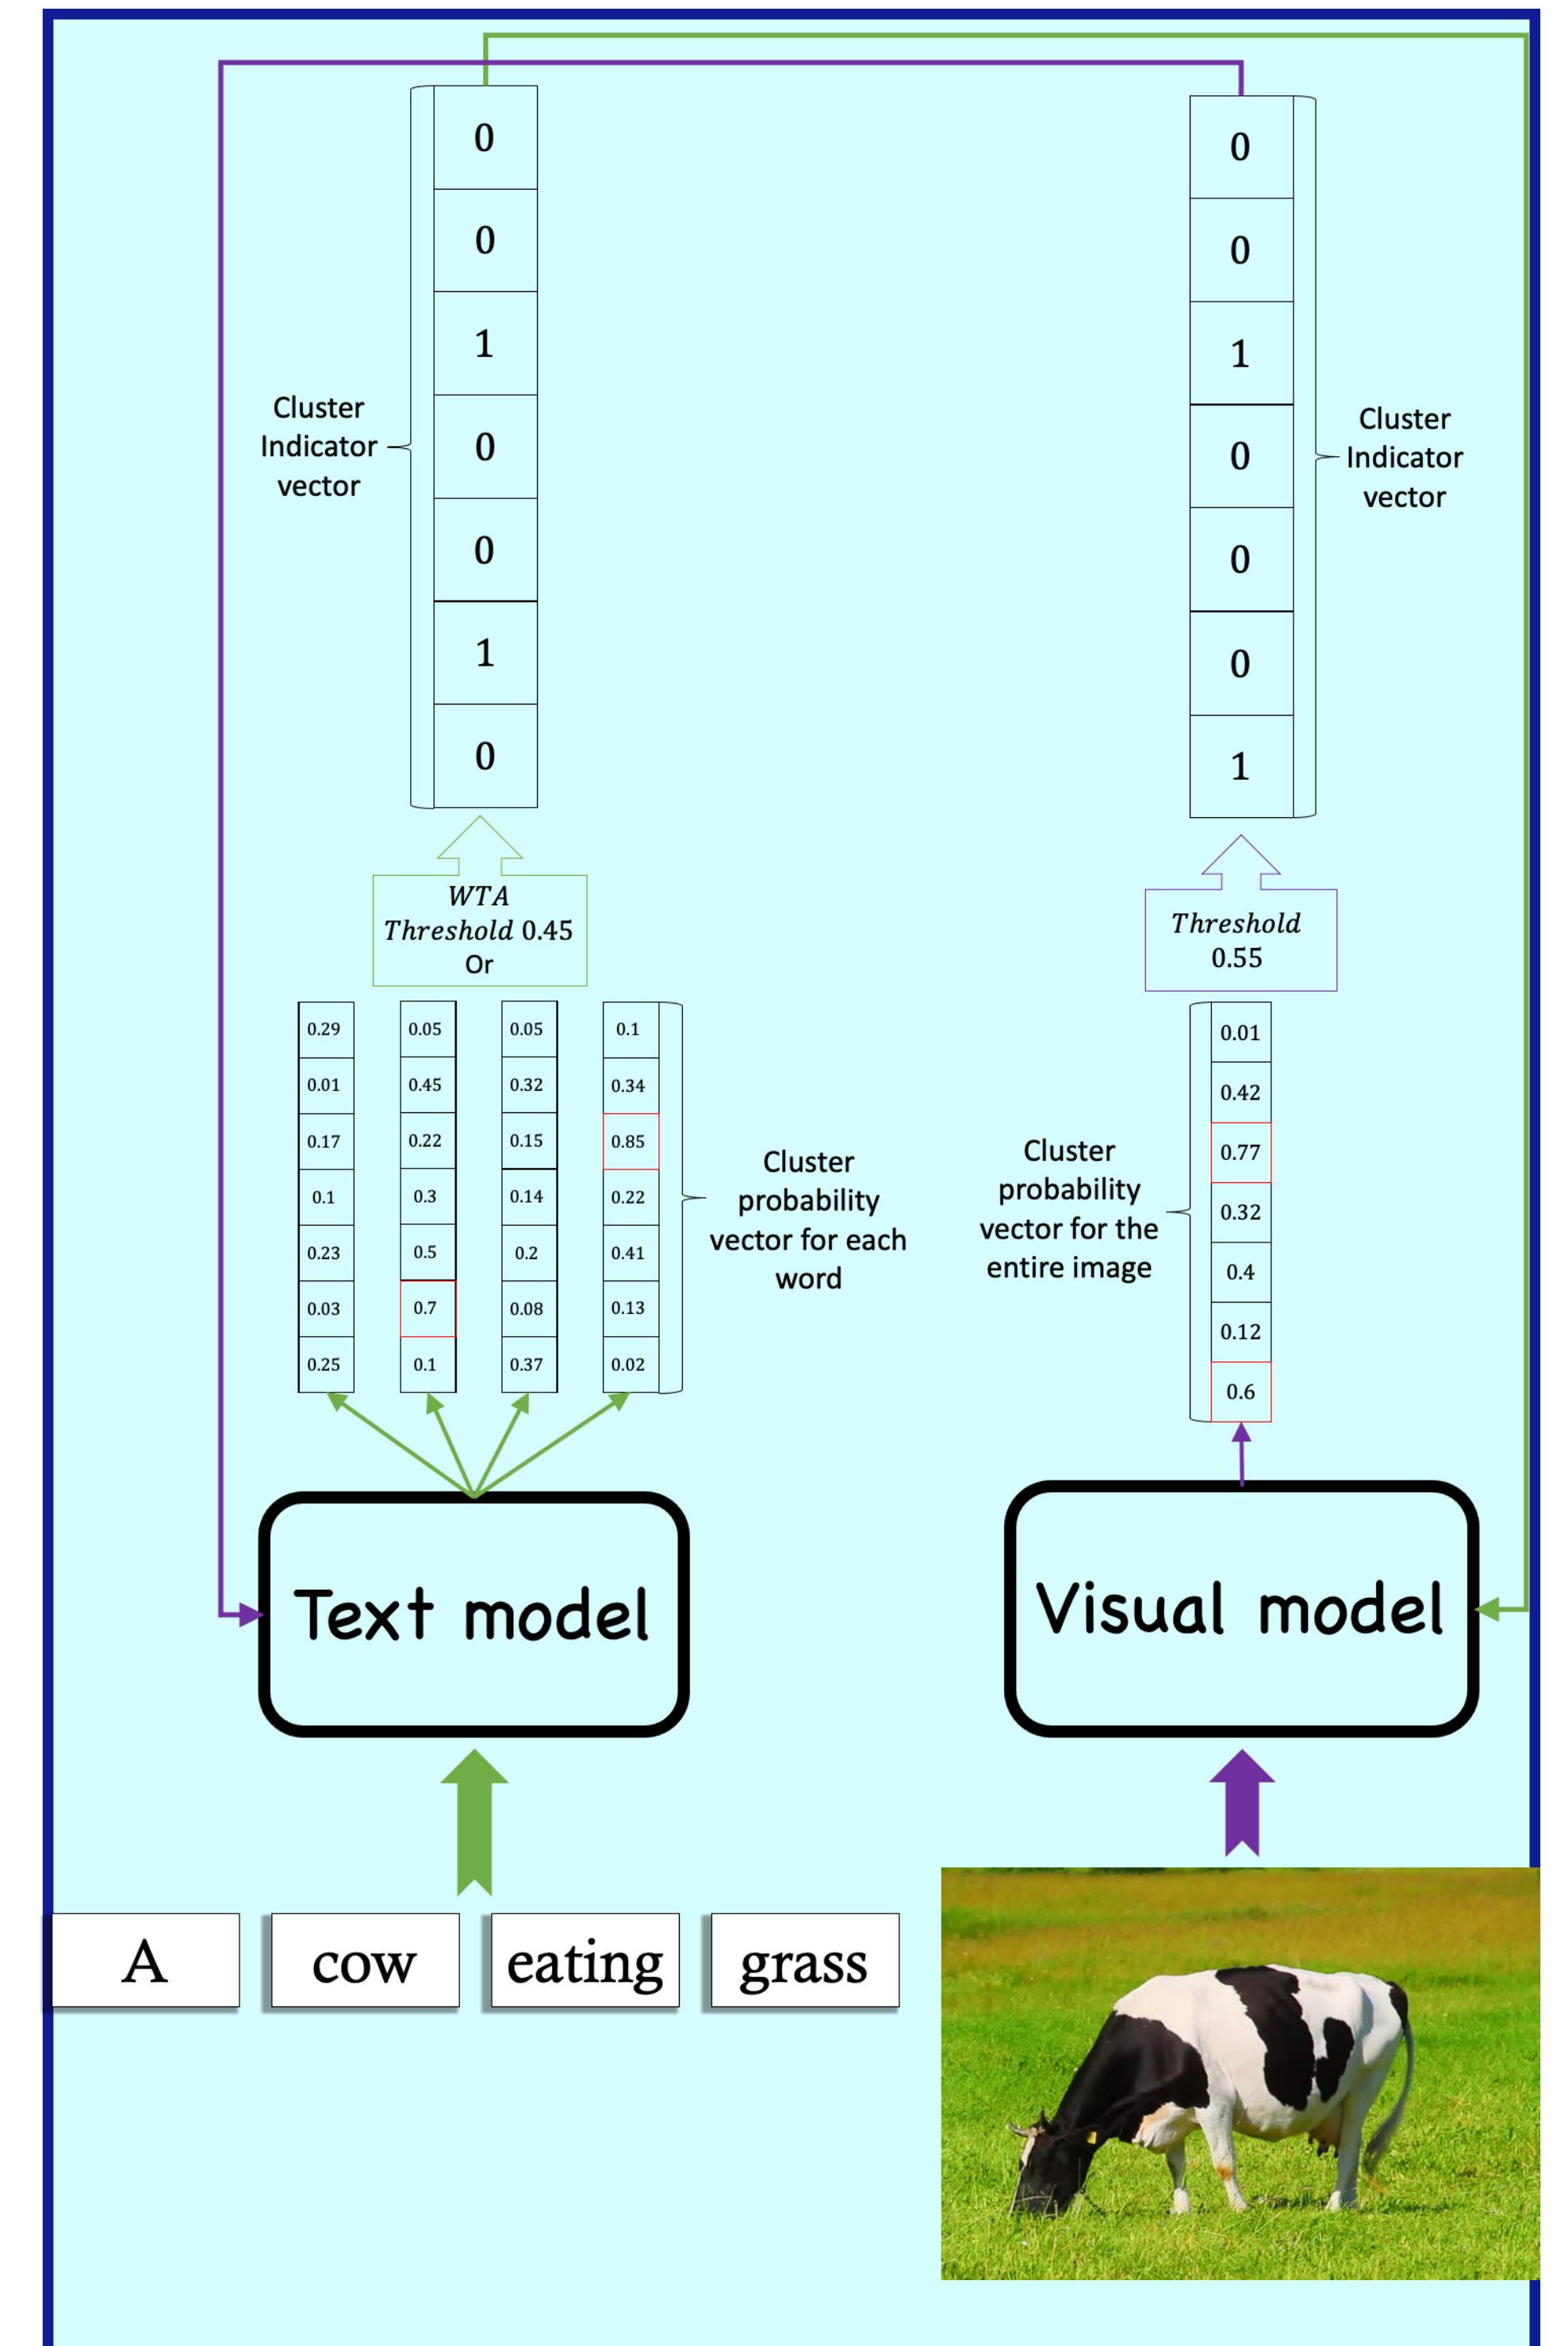 0
0
1
0
0
1
0
Cluster
Indicator
vector
0
0
1
0
0
0
1
Cluster
Indicator
vector
WTA
Threshold 0.45
Or
Threshold
0.55
0.29 0.05 0.05 0.1
0.01 0.45 0.32 0.34
0.17 0.22 0.15 0.85
0.1 0.3 0.14 0.22
0.23 0.5 0.2 0.41
0.03 0.7 0.08 0.13
0.25 0.1 0.37 0.02
Cluster
probability
vector for each
word
Cluster
probability
vector for the
entire image
0.01
0.42
0.77
0.32
0.4
0.12
0.6
Text model
Visual model
A cow eating grass